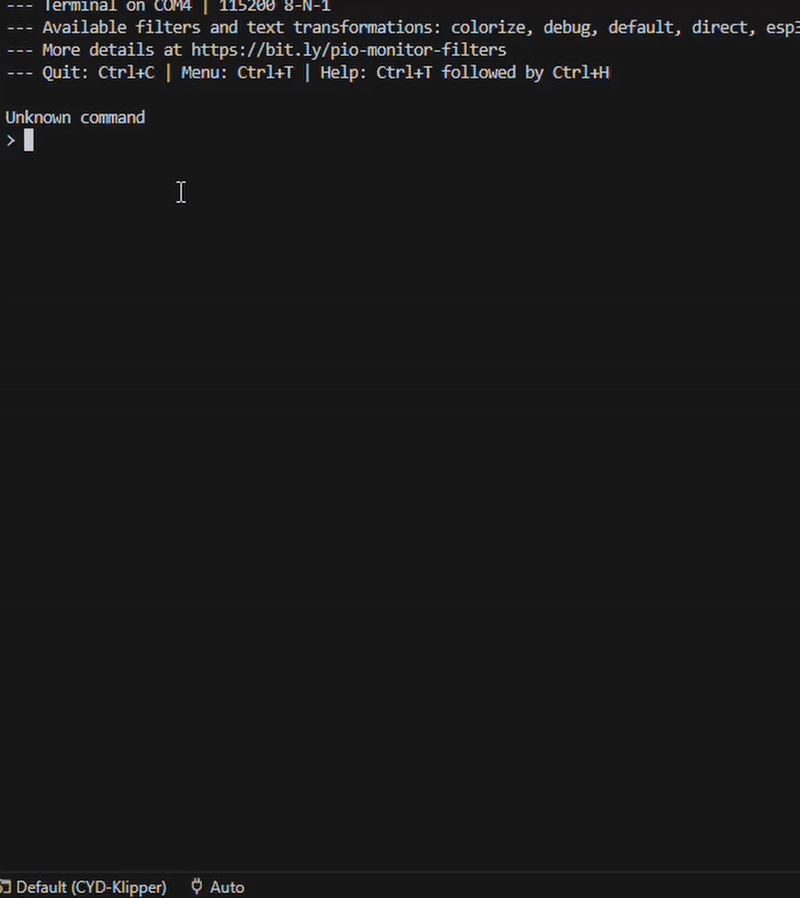 --- Terminal on COM4 | 115200 8-N-1
--- Available filters and text transformations: colorize, debug, default, direct, esp3
--- More details at https://bit.ly/pio-monitor-filters
--- Quit: Ctrl+C | Menu: Ctrl+T | Help: Ctrl+T followed by Ctrl+H
Unknown command
>
Default (CYD-Klipper) Auto